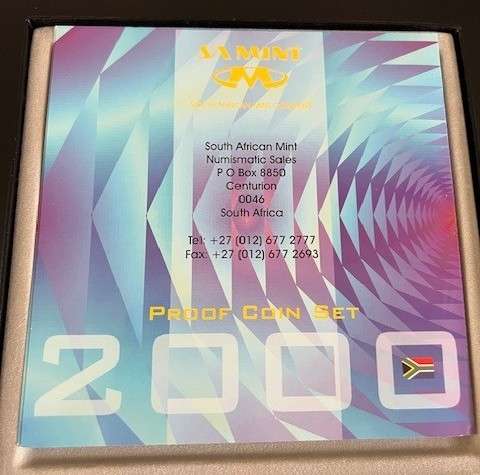 SA MINT
South African Mint
Numismatic Sales
P O Box 8850
Centurion
0046
South Africa
Tel: +27 (012) 677 2777
Fax: +27 (012) 677 2693
PROOF COIN SET
2000